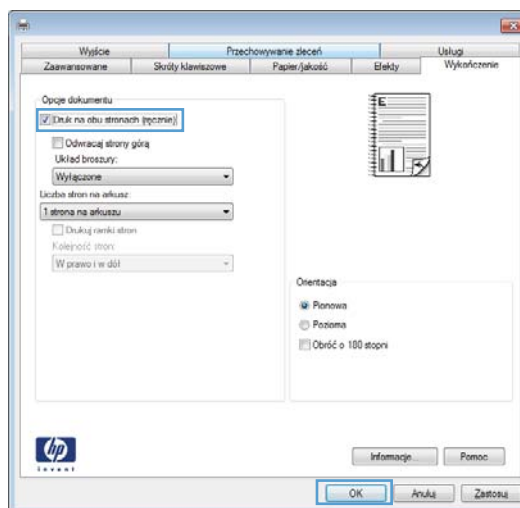 Wyjście Przechowywanie zleceń Usługi
Zaawansowane Skróty klawiszowe Papier/jakość Efekty Wykończenie
Opcje dokumentu
Druk na obu stronach (ręcznie)
Odwracaj strony górą
Układ broszury:
Wyłączone
Liczba stron na arkusz:
1 strona na arkuszu
Drukuj ramki stron
Kolejność stron:
W prawo i w dół
E
Orientacja
Pionowa
Pozioma
Obróć o 180 stopni
hp
invent
Informacje... Pomoc
OK Anuluj Zastosuj